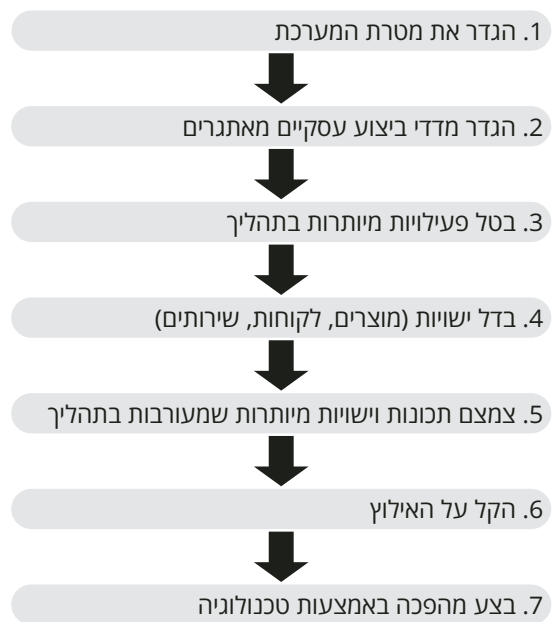 1. הגדר את מטרת המערכת
2. הגדר מדדי ביצוע עסקיים מאתגרים
3. בטל פעילויות מיותרות בתהליך
4. בדל ישויות (מוצרים, לקוחות, שירותים)
5. צמצם תכונות וישויות מיותרות שמעורבות בתהליך
6. הקל על האילוץ
7. בצע מהפכה באמצעות טכנולוגיה